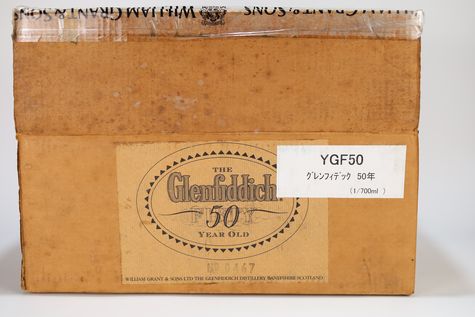 WILLIAM GRANT & SONS
THE
Glenfiddich
FIFTY
50
YEAR OLD
YGF50
グレンフィデック 50年
(1/700ml )
WILLIAM GRANT & SONS LTD THE GLENFIDDICH DISTILLERY BANFFSHIRE SCOTLAND